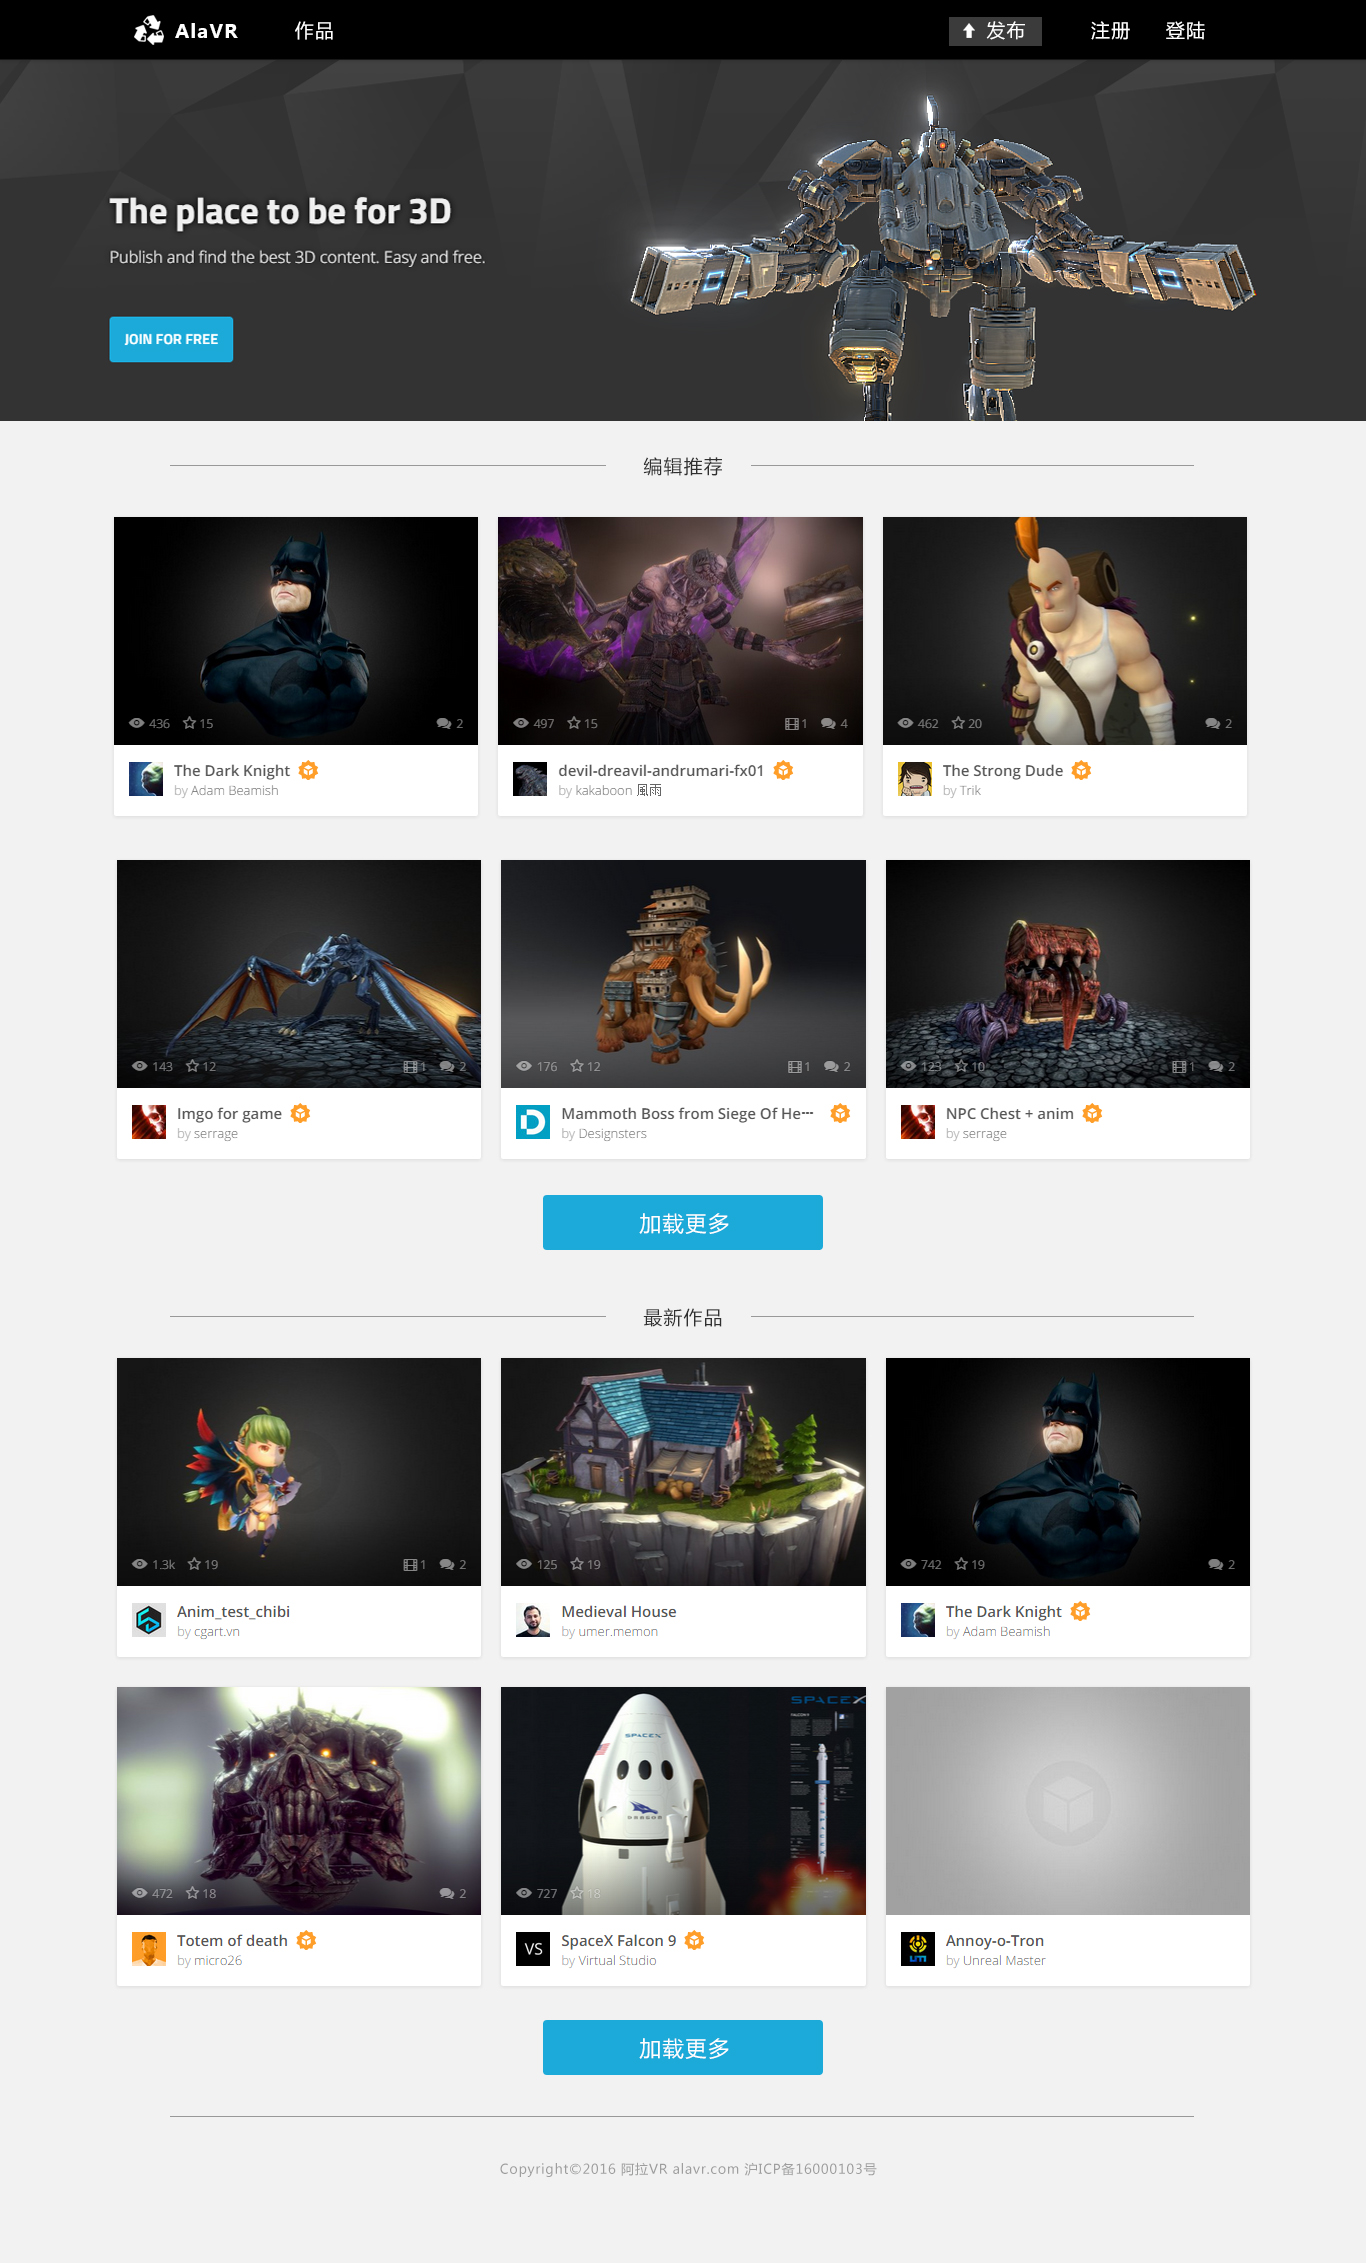 AlaVR 作品 发布 注册 登陆
The place to be for 3D
Publish and find the best 3D content. Easy and free.
JOIN FOR FREE
编辑推荐
436 15 2
497 15 1 4
462 20 2
The Dark Knight
by Adam Beamish
devil-dreavil-andrumari-fx01
by kakaboon 風雨
The Strong Dude
by Trik
143 12 1 2
176 12 1 2
123 10 1 2
Imgo for game
by serrage
Mammoth Boss from Siege Of He···
by Designsters
NPC Chest + anim
by serrage
加载更多
最新作品
1.3k 19 1 2
125 19
742 19 2
Anim_test_chibi
by cgart.vn
Medieval House
by umer.memon
The Dark Knight
by Adam Beamish
SPACEX
FALCON 9
SPACEX
DRAGON
472 18 2
727 18
Totem of death
by micro26
VS
SpaceX Falcon 9
by Virtual Studio
UM
Annoy-o-Tron
by Unreal Master
加载更多
Copyright©2016 阿拉VR alavr.com 沪ICP备16000103号